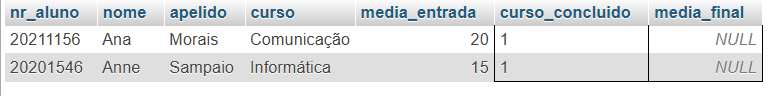 nr_aluno nome apelido curso media_entrada curso_concluido media_final
20211156 Ana Morais Comunicação 20 1 NULL
20201546 Anne Sampaio Informática 15 1 NULL